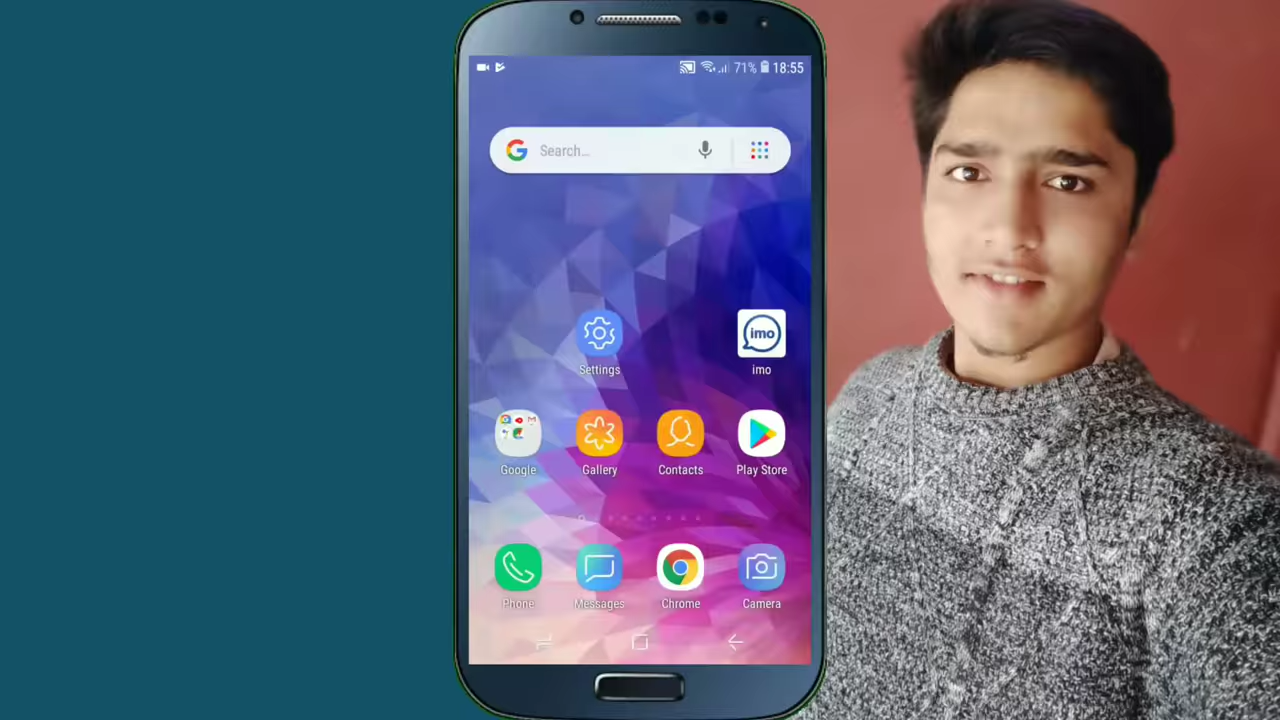 71% 18:55
Search...
imo
Settings
imo
Google
Gallery
Contacts
Play Store
Phone
Messages
Chrome
Camera